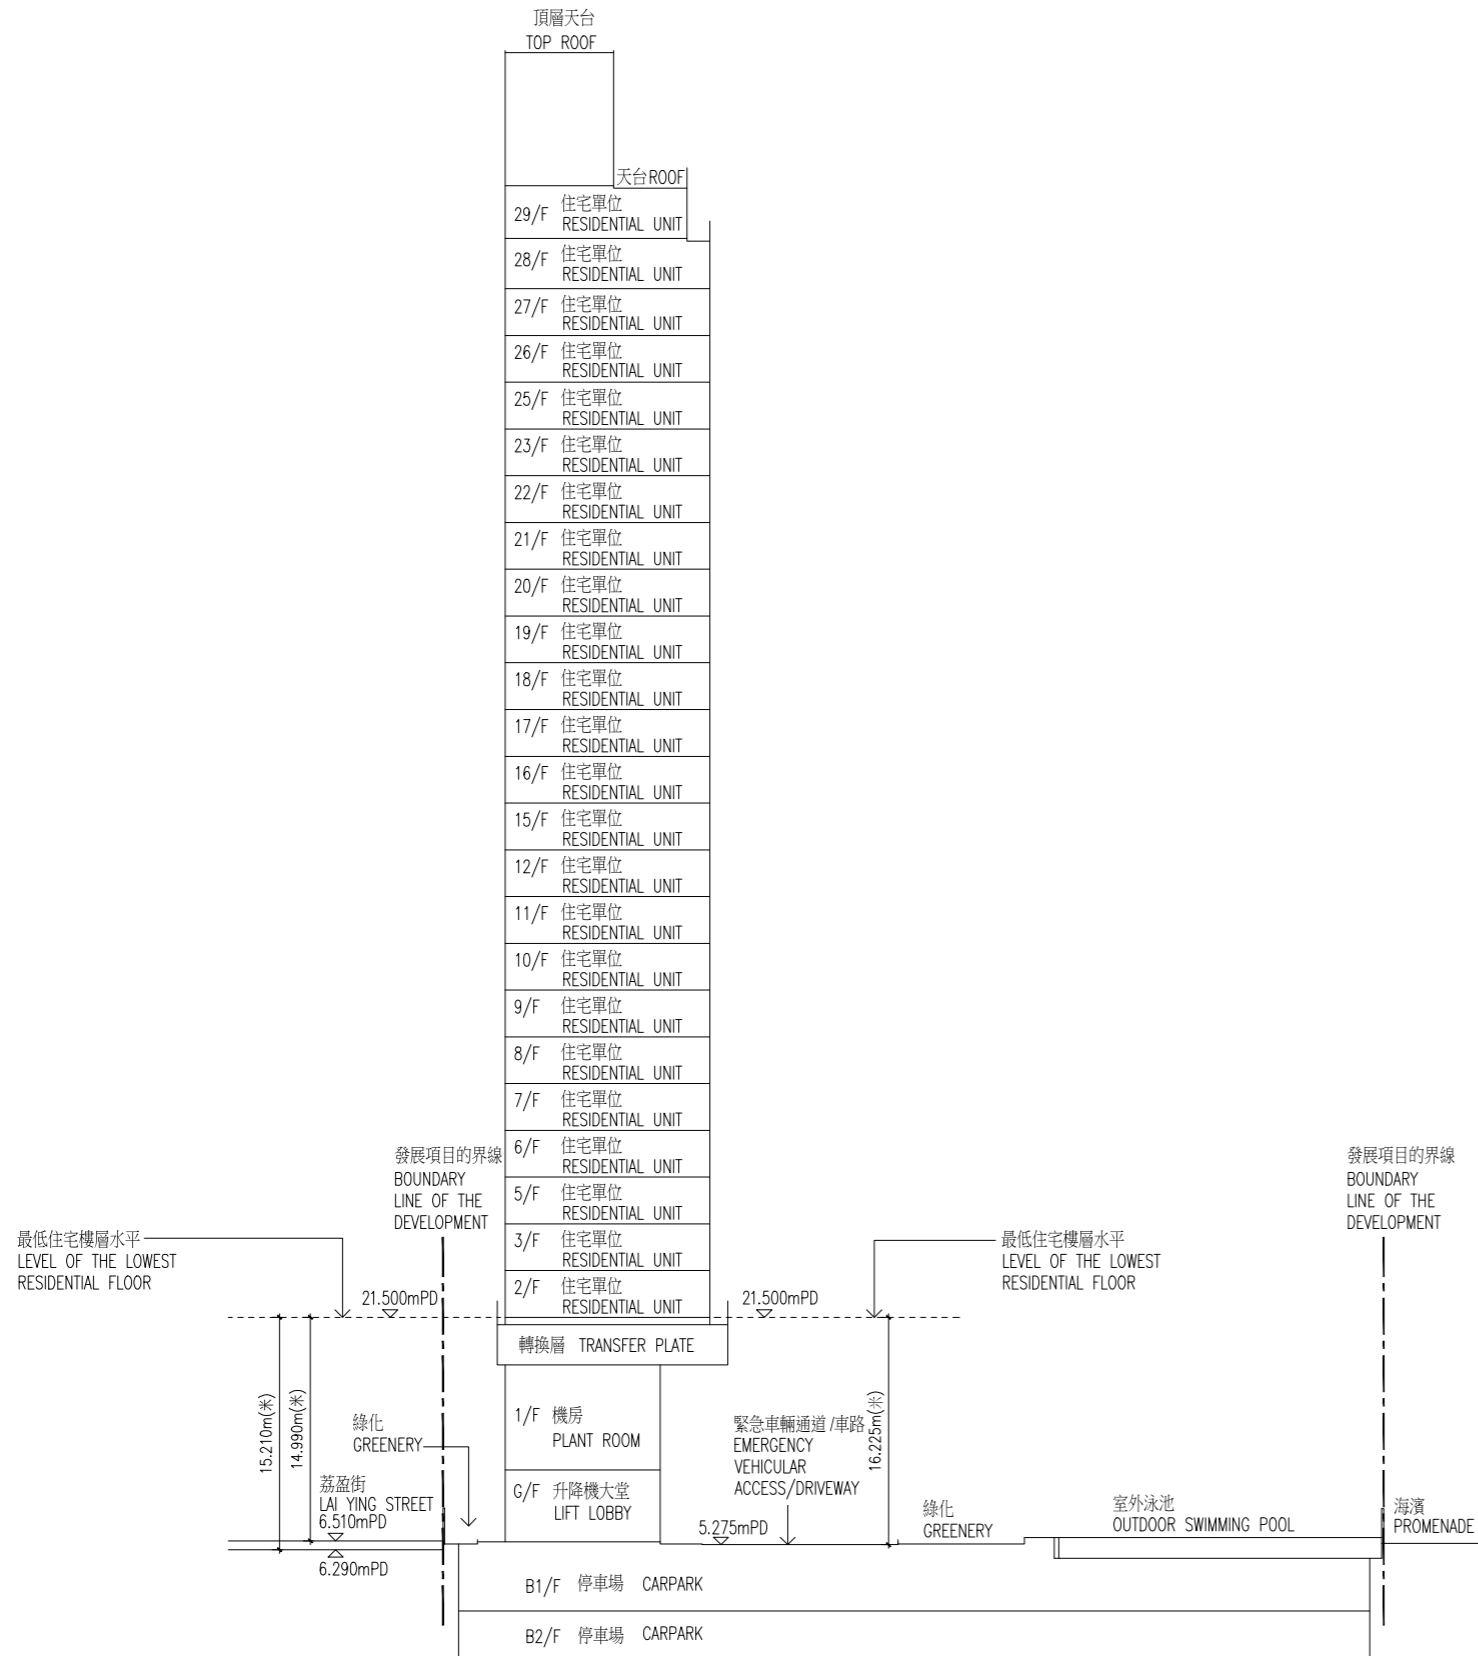 頂層天台
TOP ROOF
天台ROOF
29/F 住宅單位
RESIDENTIAL UNIT
28/F 住宅單位
RESIDENTIAL UNIT
27/F 住宅單位
RESIDENTIAL UNIT
26/F 住宅單位
RESIDENTIAL UNIT
25/F 住宅單位
RESIDENTIAL UNIT
23/F 住宅單位
RESIDENTIAL UNIT
22/F 住宅單位
RESIDENTIAL UNIT
21/F 住宅單位
RESIDENTIAL UNIT
20/F 住宅單位
RESIDENTIAL UNIT
19/F 住宅單位
RESIDENTIAL UNIT
18/F 住宅單位
RESIDENTIAL UNIT
17/F 住宅單位
RESIDENTIAL UNIT
16/F 住宅單位
RESIDENTIAL UNIT
15/F 住宅單位
RESIDENTIAL UNIT
12/F 住宅單位
RESIDENTIAL UNIT
11/F 住宅單位
RESIDENTIAL UNIT
10/F 住宅單位
RESIDENTIAL UNIT
9/F 住宅單位
RESIDENTIAL UNIT
8/F 住宅單位
RESIDENTIAL UNIT
7/F 住宅單位
RESIDENTIAL UNIT
6/F 住宅單位
RESIDENTIAL UNIT
5/F 住宅單位
RESIDENTIAL UNIT
3/F 住宅單位
RESIDENTIAL UNIT
2/F 住宅單位
RESIDENTIAL UNIT
發展項目的界線
BOUNDARY
LINE OF THE
DEVELOPMENT
發展項目的界線
BOUNDARY
LINE OF THE
DEVELOPMENT
最低住宅樓層水平
LEVEL OF THE LOWEST
RESIDENTIAL FLOOR
最低住宅樓層水平
LEVEL OF THE LOWEST
RESIDENTIAL FLOOR
21.500mPD
21.500mPD
轉換層 TRANSFER PLATE
15.210m(米)
14.990m(米)
16.225m(米)
1/F 機房
PLANT ROOM
綠化
GREENERY
緊急車輛通道/車路
EMERGENCY
VEHICULAR
ACCESS/DRIVEWAY
荔盈街
LAI YING STREET
6.510mPD
6.290mPD
G/F 升降機大堂
LIFT LOBBY
5.275mPD
綠化
GREENERY
室外泳池
OUTDOOR SWIMMING POOL
海濱
PROMENADE
B1/F 停車場 CARPARK
B2/F 停車場 CARPARK